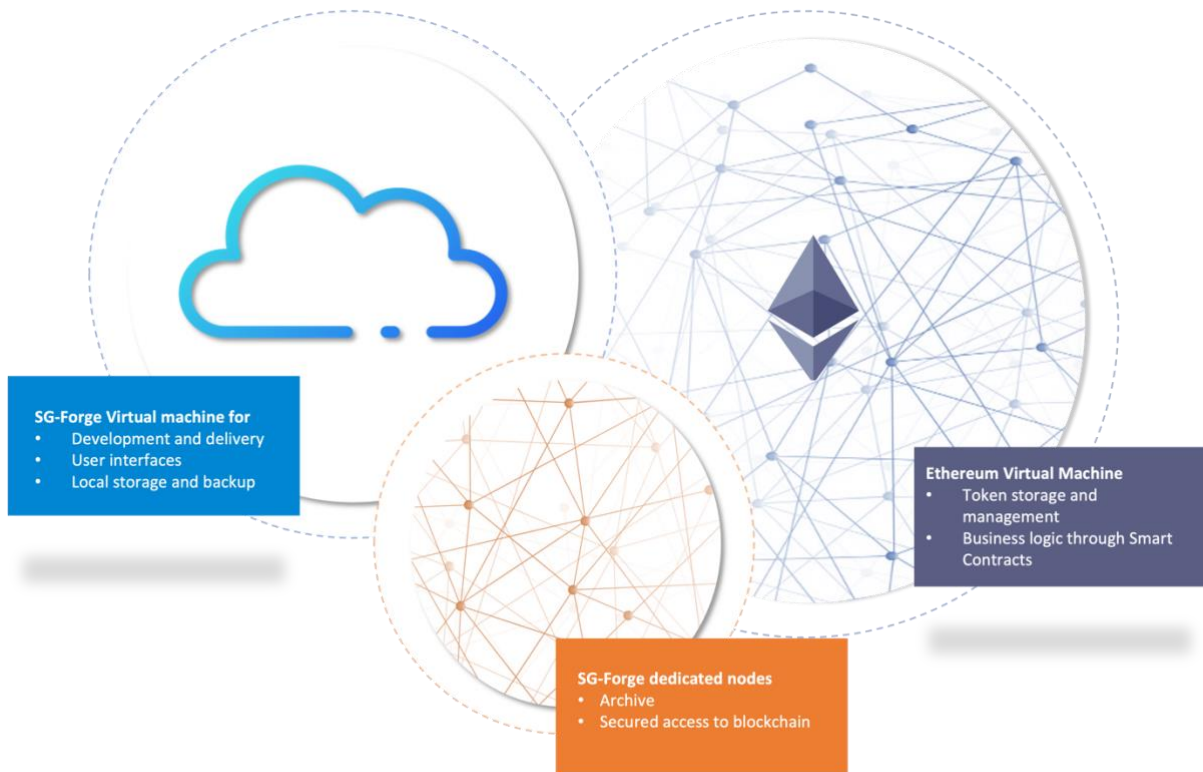 SG-Forge Virtual machine for
• Development and delivery
• User interfaces
• Local storage and backup
Ethereum Virtual Machine
• Token storage and
management
• Business logic through Smart
Contracts
SG-Forge dedicated nodes
• Archive
• Secured access to blockchain